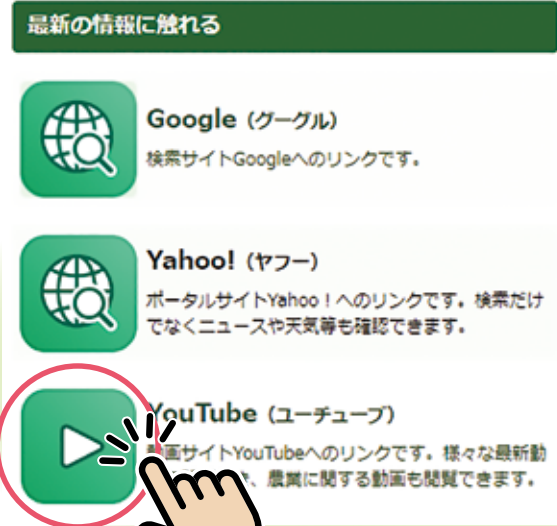 最新の情報に触れる
Google（グーグル）
検索サイトGoogleへのリンクです。
Yahoo!（ヤフー）
ポータルサイトYahoo！へのリンクです。検索だけ
でなくニュースや天気等も確認できます。
YouTube（ユーチューブ）
動画サイトYouTubeへのリンクです。様々な最新動
、農業に関する動画も閲覧できます。